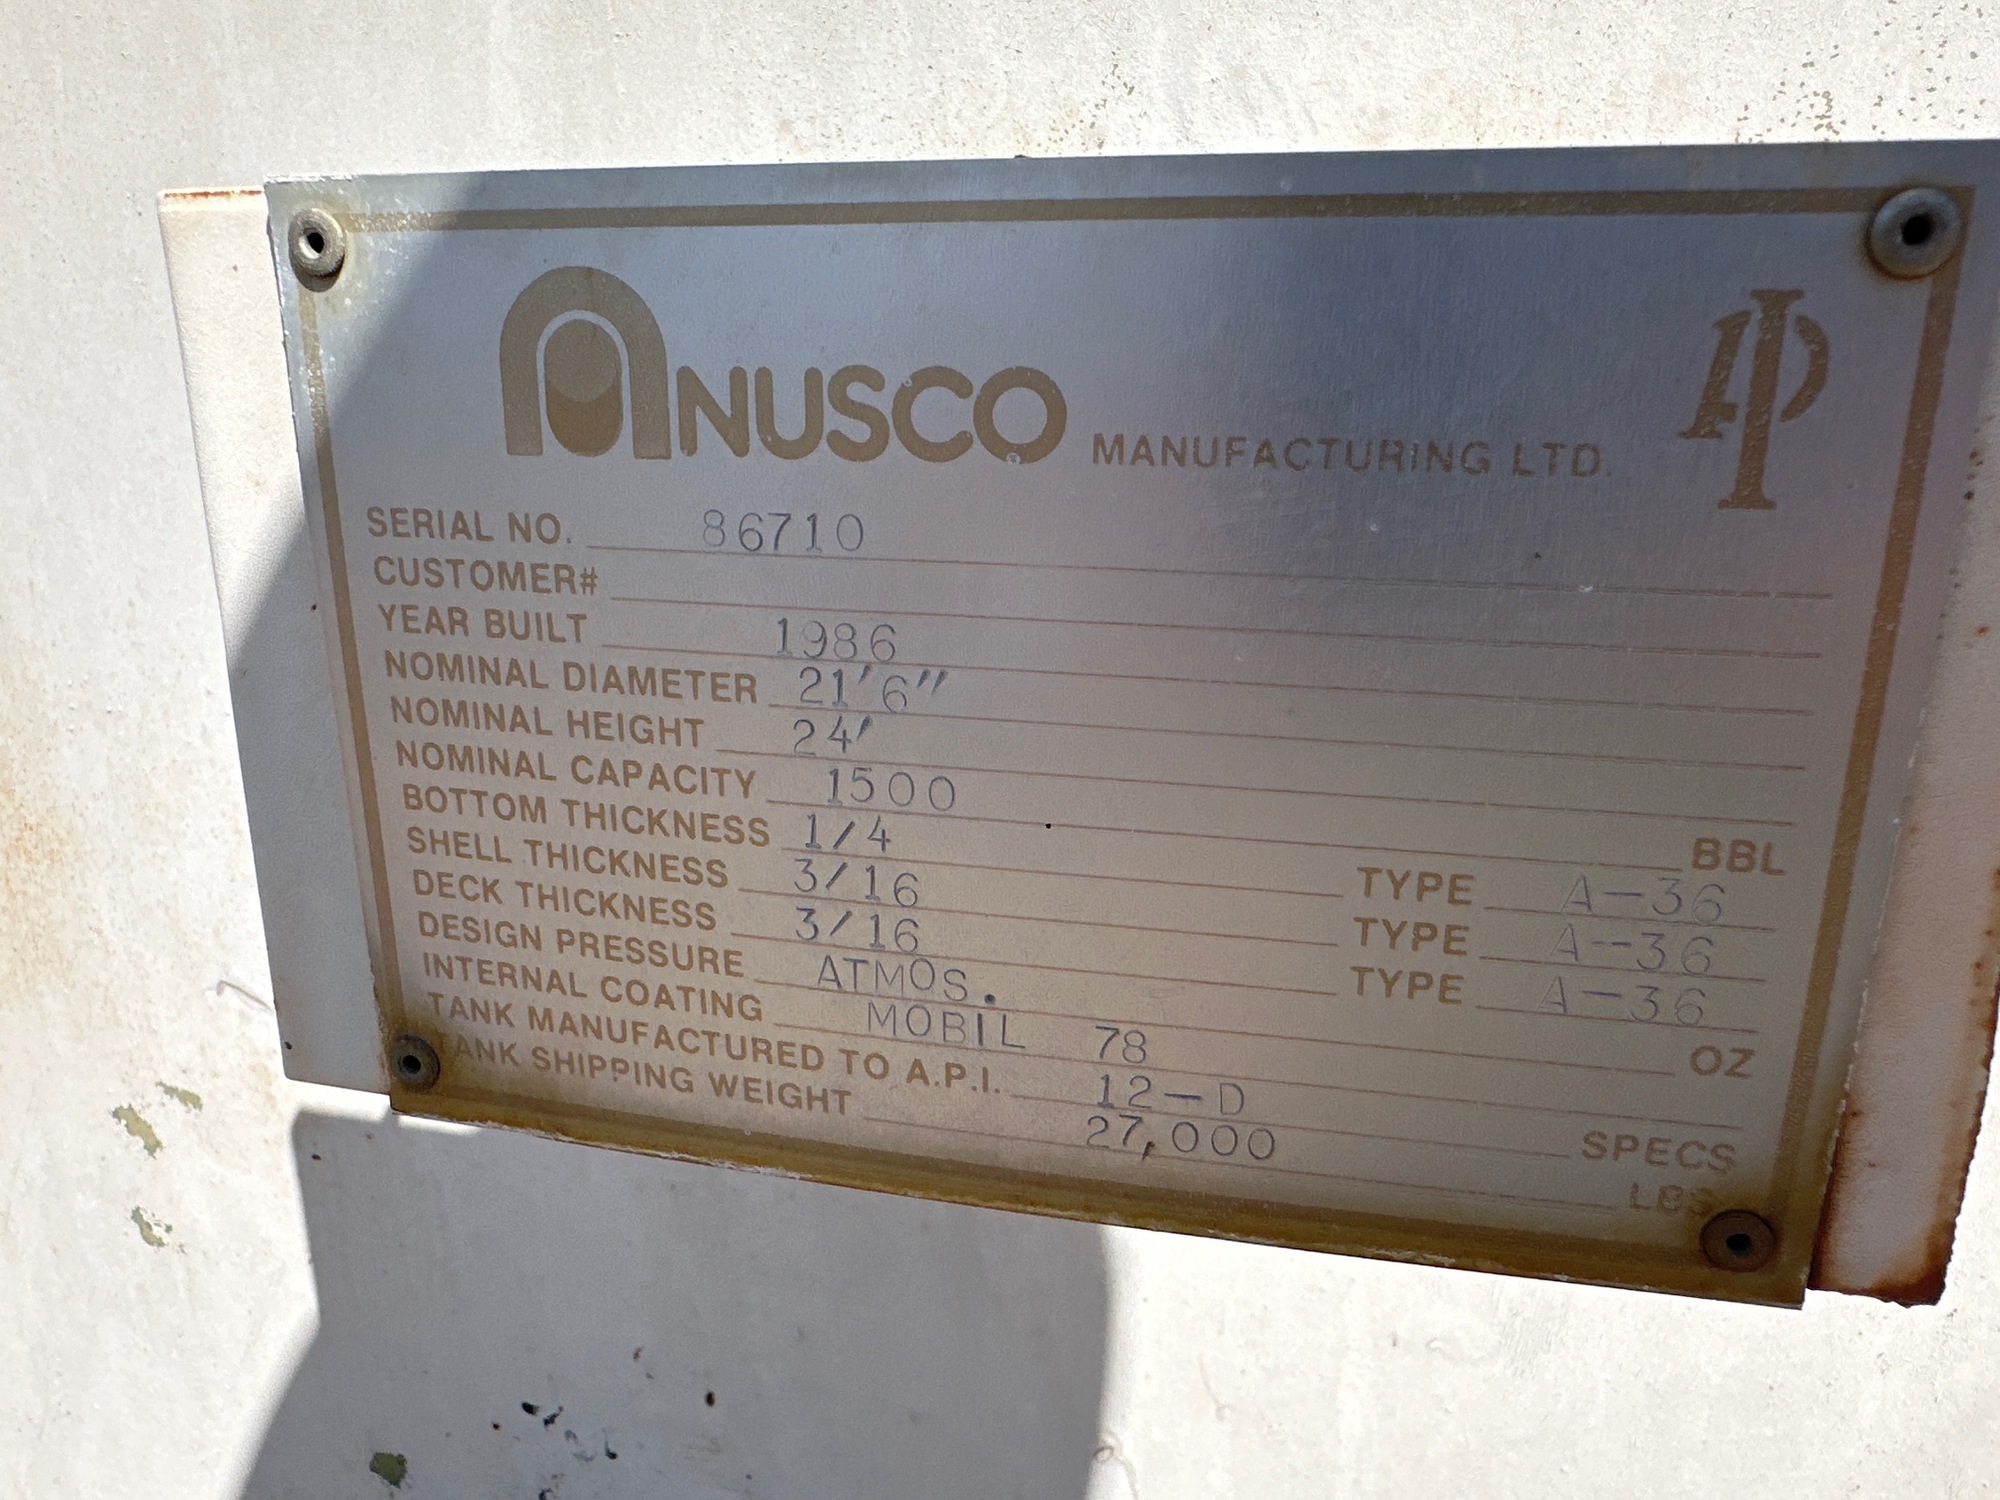 ANUSCO MANUFACTURING LTD. API
SERIAL NO. 86710
CUSTOMER#
YEAR BUILT 1986
NOMINAL DIAMETER 21'6"
NOMINAL HEIGHT 24'
NOMINAL CAPACITY 1500 BBL
BOTTOM THICKNESS 1/4 TYPE A-36
SHELL THICKNESS 3/16 TYPE A-36
DECK THICKNESS 3/16 TYPE A-36
DESIGN PRESSURE ATMOS. OZ
INTERNAL COATING MOBIL 78
TANK MANUFACTURED TO A.P.I. 12-D SPECS
TANK SHIPPING WEIGHT 27,000 LBS